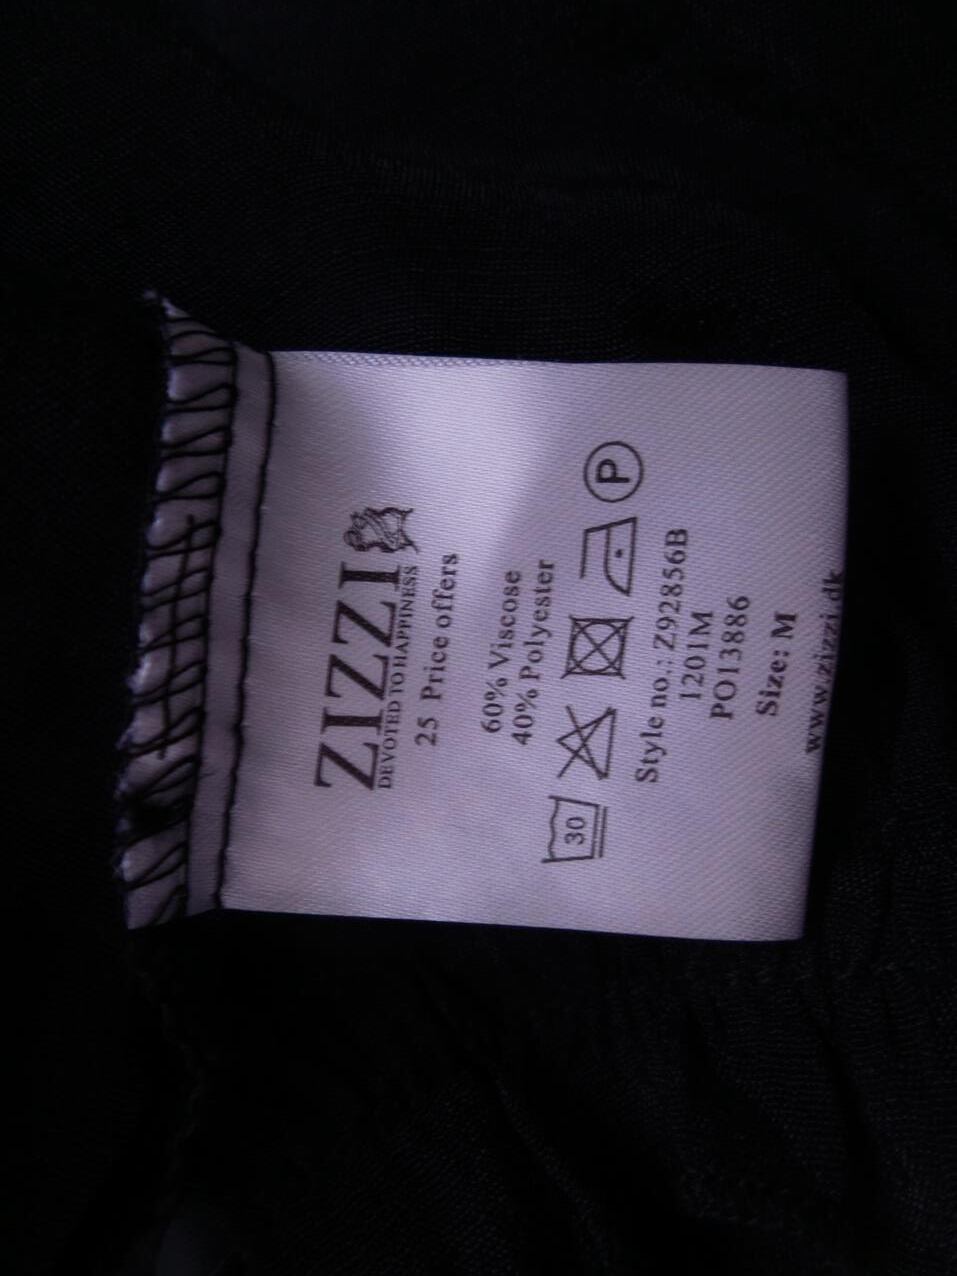 ZIZZI
DEVOTED TO HAPPINESS
25 Price offers
60% Viscose
40% Polyester
30 P
Style no.: Z92856B
1201M
PO13886
Size: M
www.zizzi.dk